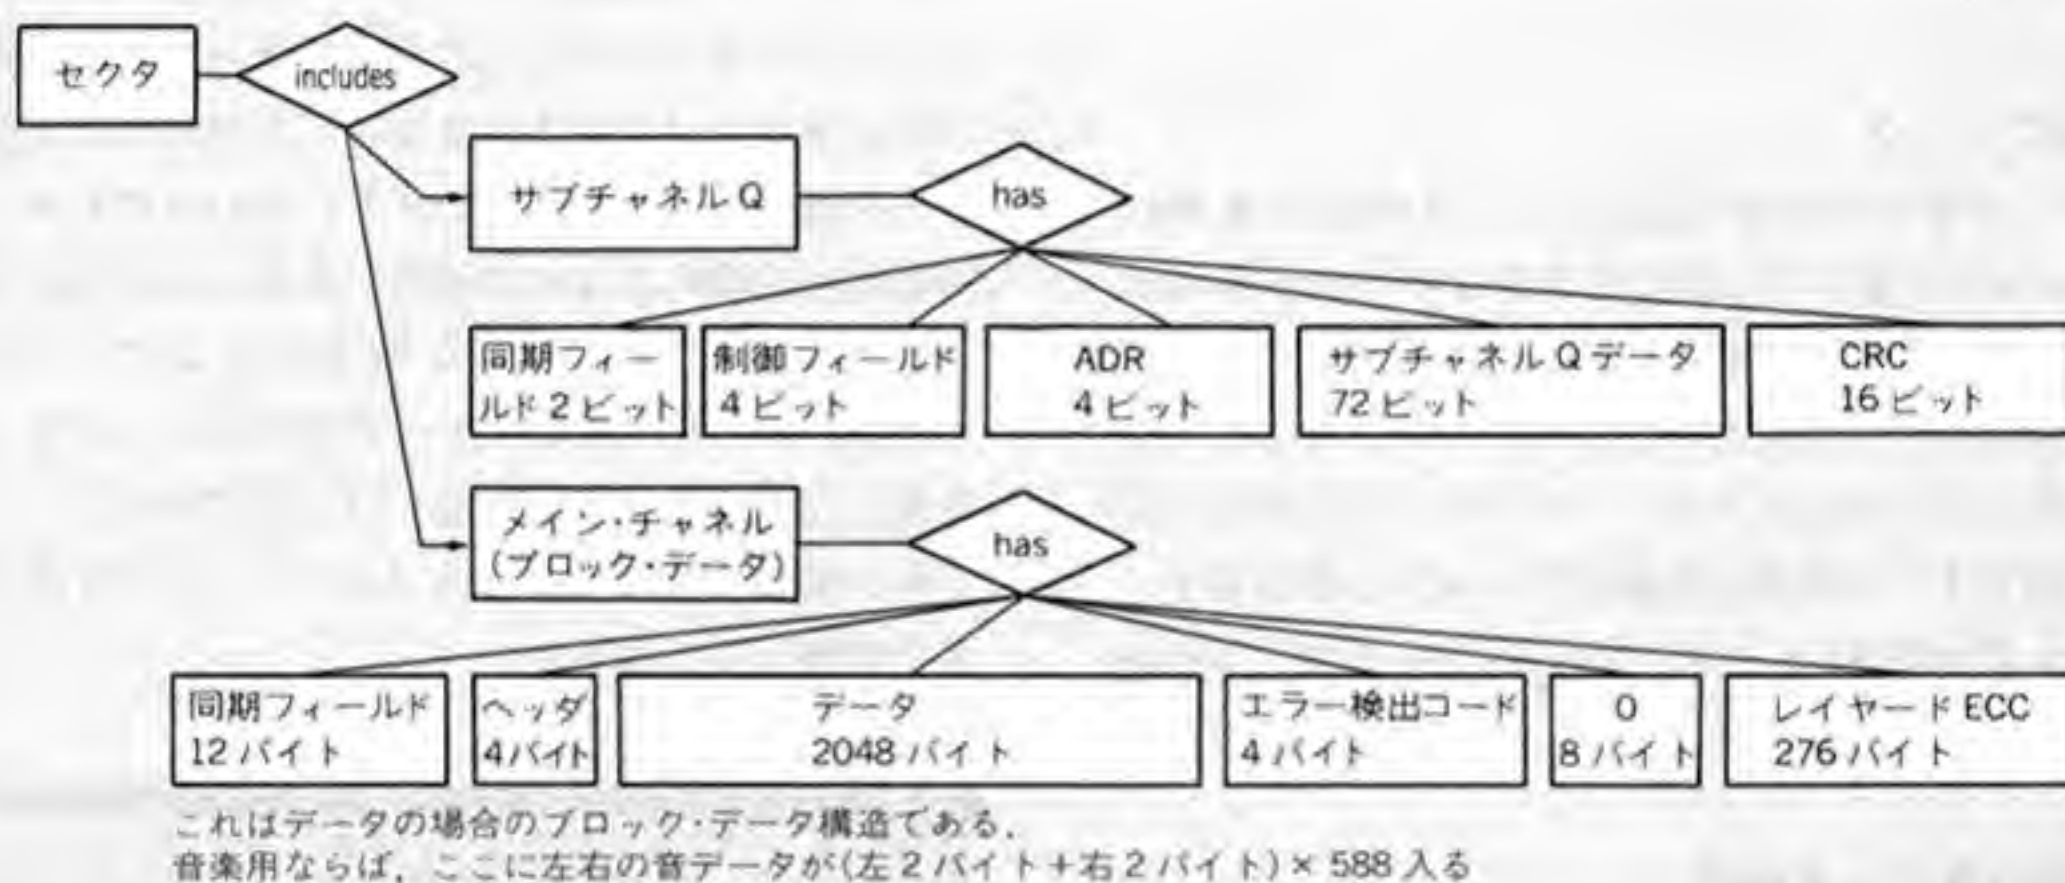 セクタ
includes
サブチャネルQ
has
同期フィー
ルド2ビット
制御フィールド
4ビット
ADR
4ビット
サブチャネルQデータ
72ビット
CRC
16ビット
メイン・チャネル
(ブロック・データ)
has
同期フィールド
12バイト
ヘッダ
4バイト
データ
2048バイト
エラー検出コード
4バイト
0
8バイト
レイヤードECC
276バイト
これはデータの場合のブロック・データ構造である.
音楽用ならば,ここに左右の音データが(左2バイト+右2バイト)×588入る